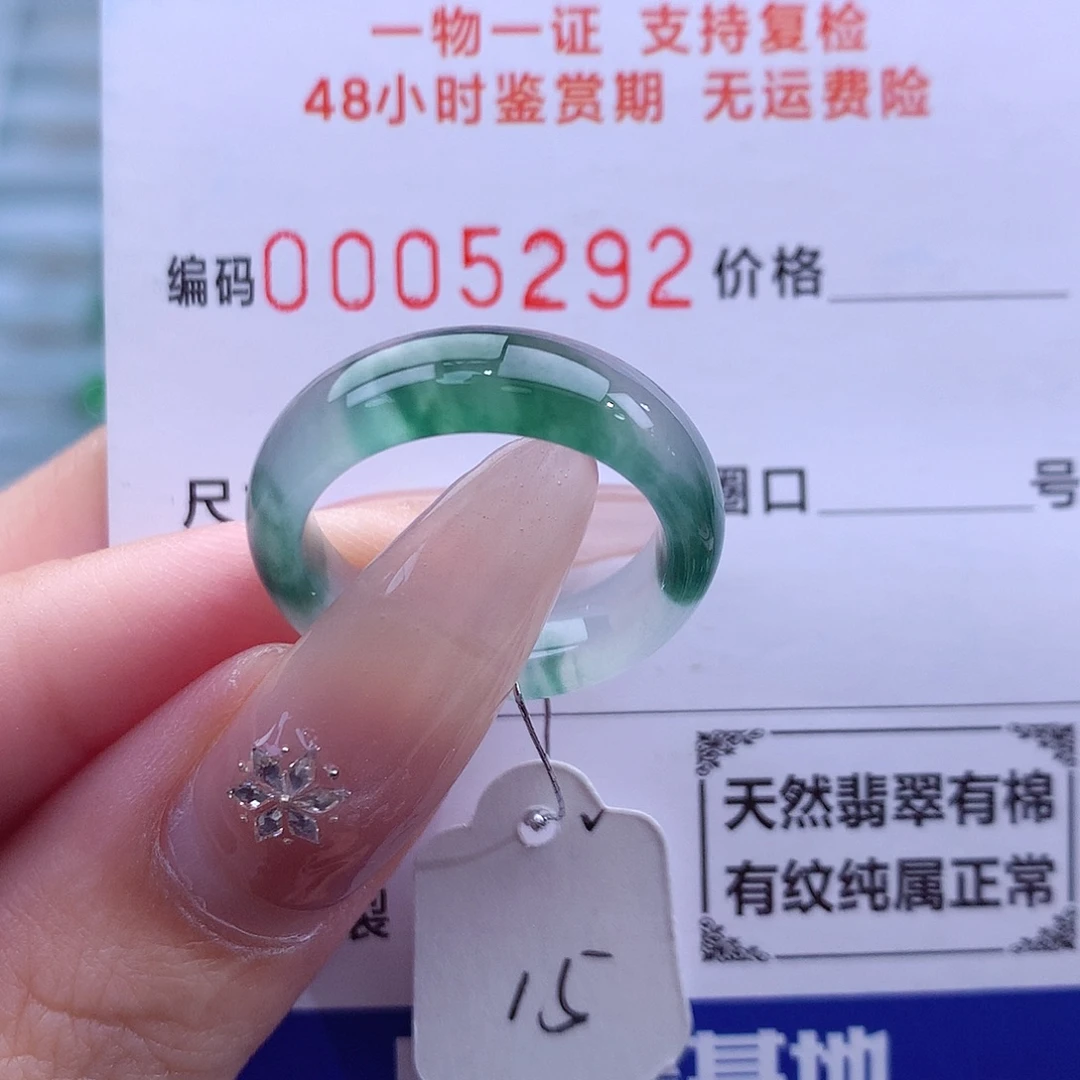 一物一证 支持复检
48小时鉴赏期 无运费险
编码0005292 价格
尺
圈口 号
天然翡翠有棉
有纹纯属正常
15
基地